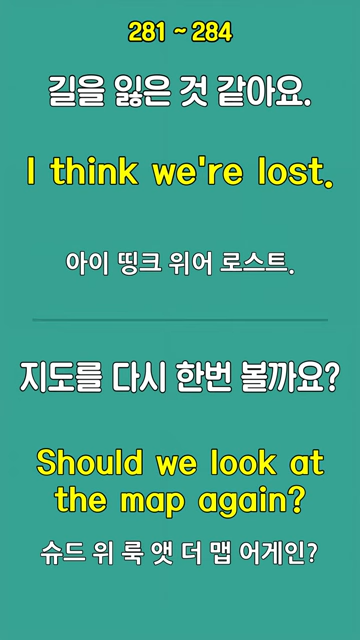 281 ~ 284
길을 잃은 것 같아요.
I think we're lost.
아이 띵크 위어 로스트.
지도를 다시 한번 볼까요?
Should we look at
the map again?
슈드 위 룩 앳 더 맵 어게인?